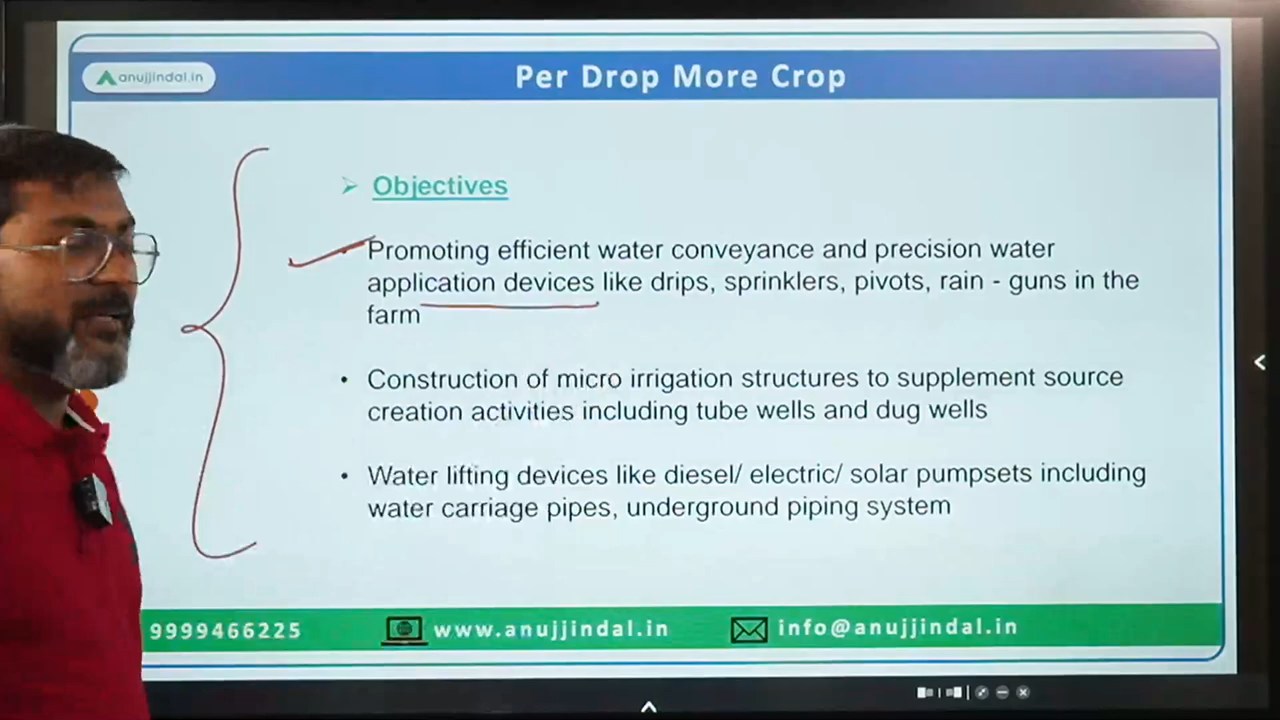 anujjindal.in
Per Drop More Crop
Objectives
Promoting efficient water conveyance and precision water
application devices like drips, sprinklers, pivots, rain - guns in the
farm
• Construction of micro irrigation structures to supplement source
creation activities including tube wells and dug wells
• Water lifting devices like diesel/ electric/ solar pumpsets including
water carriage pipes, underground piping system
9999466225
www.anujjindal.in
info@anujjindal.in